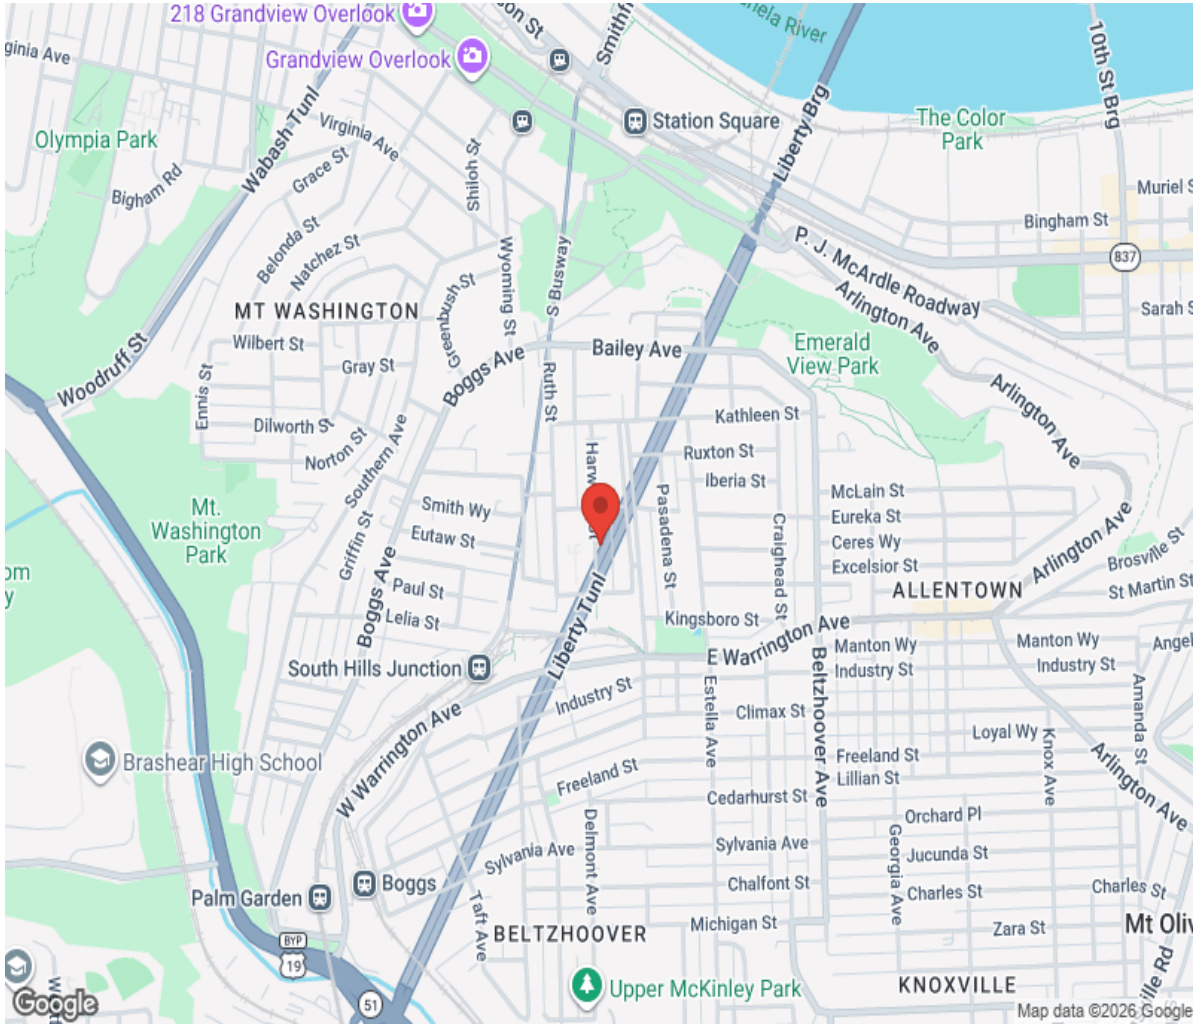 218 Grandview Overlook
Grandview Overlook
Smithf
River
10th St Brg
ginia Ave
Wabash Tunl
Virginia Ave
Olympia Park
Bigham Rd
Grace St
Shiloh St
Station Square
Liberty Brg
The Color
Park
Muriel S
Bingham St
837
Belonda St
Natchez St
Wyoming St
S Busway
P. J. McArdle Roadway
Arlington Ave
Sarah S
MT WASHINGTON
Greenbush St
Wilbert St
Gray St
Boggs Ave
Bailey Ave
Emerald
View Park
Woodruff St
Ennis St
Ruth St
Arlington Ave
Dilworth St
Norton St
Southern Ave
Kathleen St
Harw
Ruxton St
Iberia St
Pasadena St
McLain St
Mt.
Washington
Park
Smith Wy
Eutaw St
Griffin St
Craighead St
Eureka St
Ceres Wy
Excelsior St
Arlington Ave
Brosville St
St Martin St
om
y
Boggs Ave
Paul St
Lelia St
Liberty Tunl
ALLENTOWN
Kingsboro St
E Warrington Ave
Manton Wy
Industry St
Manton Wy
Industry St
Angel
South Hills Junction
Industry St
Estella Ave
Climax St
Beltzhoover Ave
Amanda St
Loyal Wy
Knox Ave
Brashear High School
W Warrington Ave
Freeland St
Freeland St
Lillian St
Arlington Ave
Cedarhurst St
Orchard Pl
Delmont Ave
Sylvania Ave
Sylvania Ave
Georgia Ave
Jucunda St
Boggs
Palm Garden
Chalfont St
Charles St
Charles St
Taft Ave
Michigan St
Zara St
Mt Oliv
BELTZHOOVER
BYP
19
51
Upper McKinley Park
KNOXVILLE
ville Rd
Google
Map data ©2026 Google